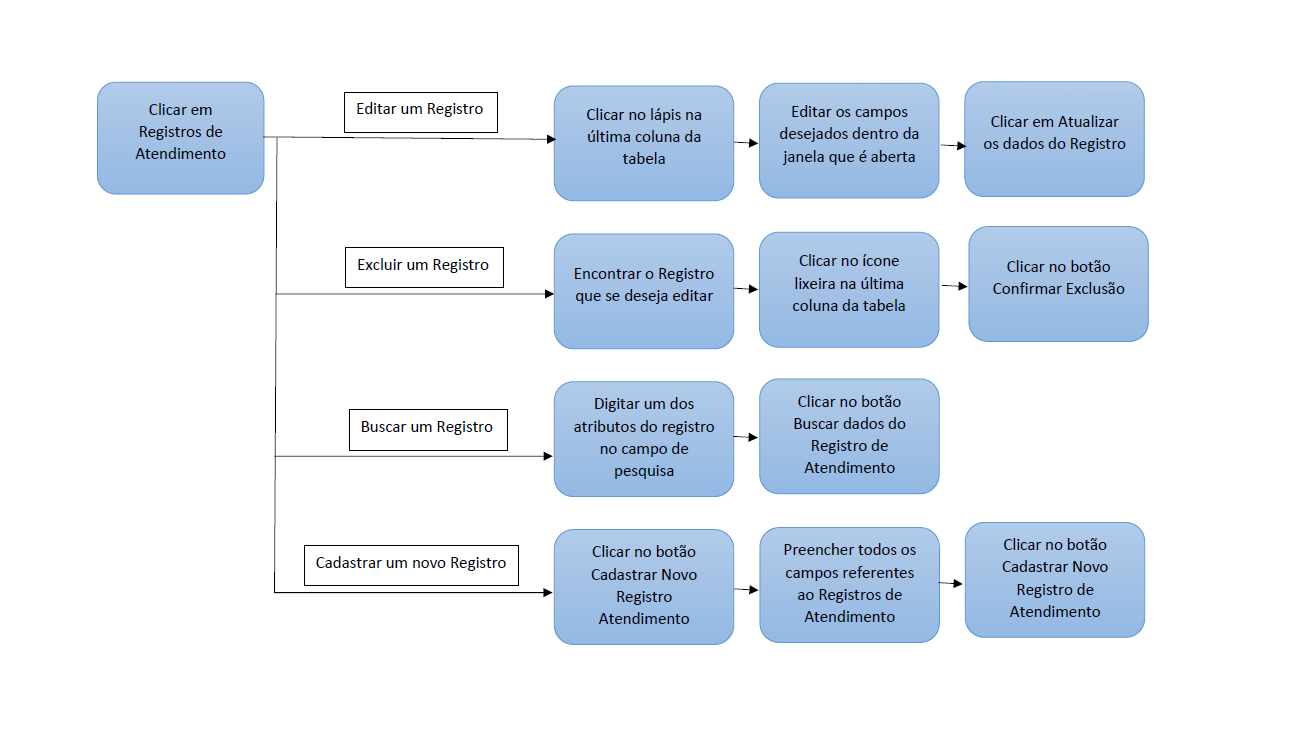 Clicar em
Registros de
Atendimento
Editar um Registro
Clicar no lápis na
última coluna da
tabela
Editar os campos
desejados dentro da
janela que é aberta
Clicar em Atualizar
os dados do Registro
Excluir um Registro
Encontrar o Registro
que se deseja editar
Clicar no ícone
lixeira na última
coluna da tabela
Clicar no botão
Confirmar Exclusão
Buscar um Registro
Digitar um dos
atributos do registro
no campo de
pesquisa
Clicar no botão
Buscar dados do
Registro de
Atendimento
Cadastrar um novo Registro
Clicar no botão
Cadastrar Novo
Registro
Atendimento
Preencher todos os
campos referentes
ao Registros de
Atendimento
Clicar no botão
Cadastrar Novo
Registro de
Atendimento